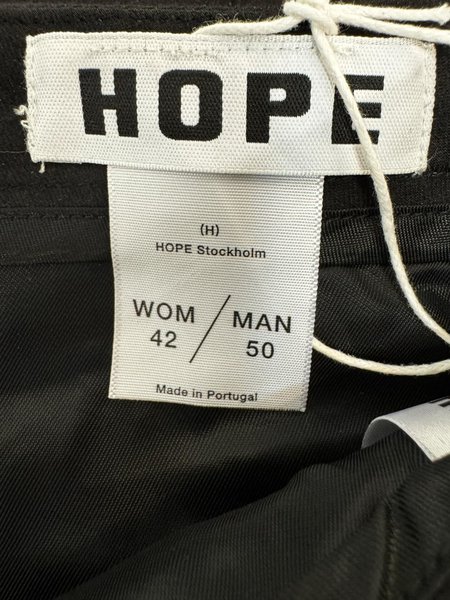 HOPE
(H)
HOPE Stockholm
WOM / MAN
42 50
Made in Portugal